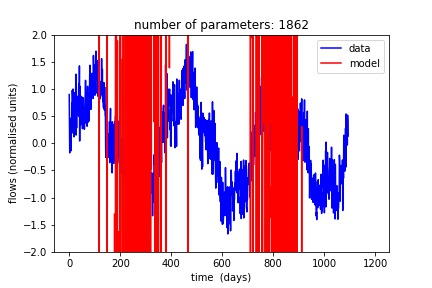 number of parameters: 1862
data
model
flows (normalised units)
2.0
1.5
1.0
0.5
0.0
−0.5
−1.0
−1.5
−2.0
0 200 400 600 800 1000 1200
time (days)